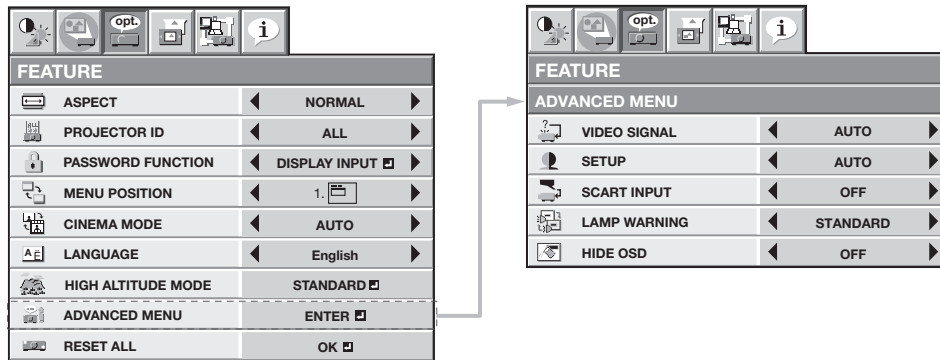 opt.
i
FEATURE
ASPECT NORMAL
PROJECTOR ID ALL
PASSWORD FUNCTION DISPLAY INPUT
MENU POSITION 1.
CINEMA MODE AUTO
LANGUAGE English
HIGH ALTITUDE MODE STANDARD
ADVANCED MENU ENTER
RESET ALL OK
opt.
i
FEATURE
ADVANCED MENU
VIDEO SIGNAL AUTO
SETUP AUTO
SCART INPUT OFF
LAMP WARNING STANDARD
HIDE OSD OFF